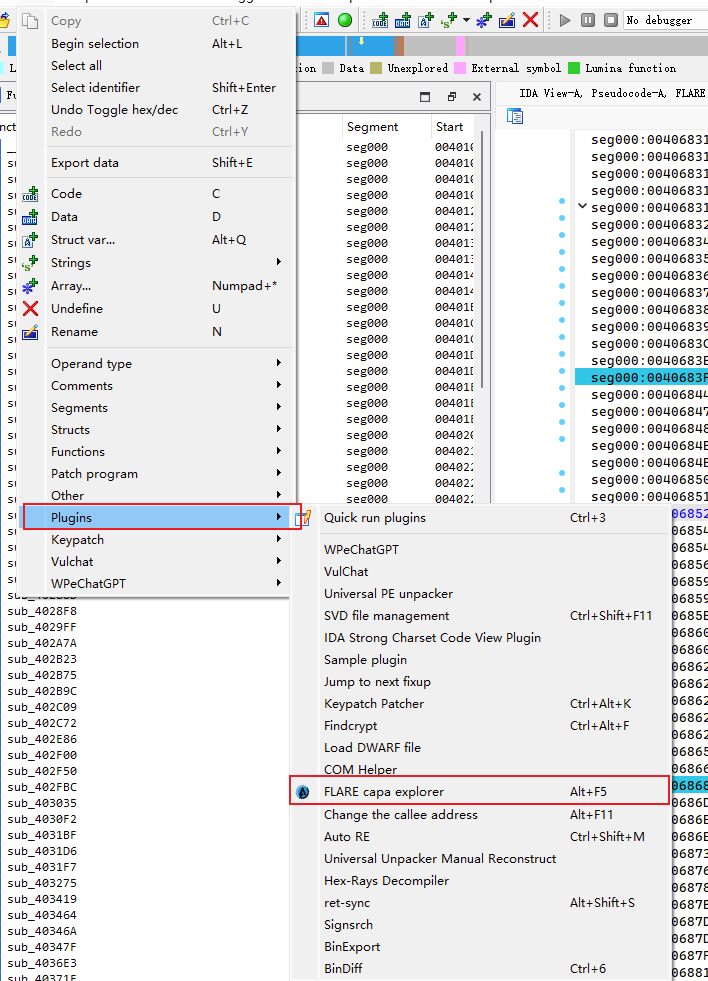 Copy Ctrl+C
Begin selection Alt+L
Select all
Select identifier Shift+Enter
Undo Toggle hex/dec Ctrl+Z
Redo Ctrl+Y
Export data Shift+E
Code C
Data D
Struct var... Alt+Q
Strings
Array... Numpad+*
Undefine U
Rename N
Operand type
Comments
Segments
Structs
Functions
Patch program
Other
Plugins
Keypatch
Vulchat
WPeChatGPT
No debugger
Data Unexplored External symbol Lumina function
IDA View-A, Pseudocode-A, FLARE
Segment Start
seg000 004010
seg000 004010
seg000 004010
seg000 004010
seg000 004012
seg000 004012
seg000 004013
seg000 004013
seg000 004014
seg000 004014
seg000 00401B
seg000 00401C
seg000 00401C
seg000 00401D
seg000 00401D
seg000 00401E
seg000 00401E
seg000 00401E
seg000 004020
seg000 004021
seg000 004022
seg000 004022
seg000 004022
seg000:00406831
seg000:00406831
seg000:00406831
seg000:00406831
seg000:00406831
seg000:00406832
seg000:00406834
seg000:00406835
seg000:00406836
seg000:00406837
seg000:00406838
seg000:00406839
seg000:0040683C
seg000:0040683E
seg000:0040683F
seg000:00406844
seg000:00406847
seg000:00406848
seg000:0040684E
seg000:0040684E
seg000:00406850
seg000:00406851
Quick run plugins Ctrl+3
WPeChatGPT
VulChat
Universal PE unpacker
SVD file management Ctrl+Shift+F11
IDA Strong Charset Code View Plugin
Sample plugin
Jump to next fixup
Keypatch Patcher Ctrl+Alt+K
Findcrypt Ctrl+Alt+F
Load DWARF file
COM Helper
FLARE capa explorer Alt+F5
Change the callee address Alt+F11
Auto RE Ctrl+Shift+M
Universal Unpacker Manual Reconstruct
Hex-Rays Decompiler
ret-sync Alt+Shift+S
Signsrch
BinExport
BinDiff Ctrl+6
sub_4028F8
sub_4029FF
sub_402A7A
sub_402B23
sub_402B75
sub_402B9C
sub_402C09
sub_402C72
sub_402E86
sub_402F00
sub_402F50
sub_402FBC
sub_403035
sub_4030F2
sub_4031BF
sub_4031D6
sub_4031F7
sub_403275
sub_403419
sub_403464
sub_40346A
sub_40347F
sub_4036E3
sub_40371F